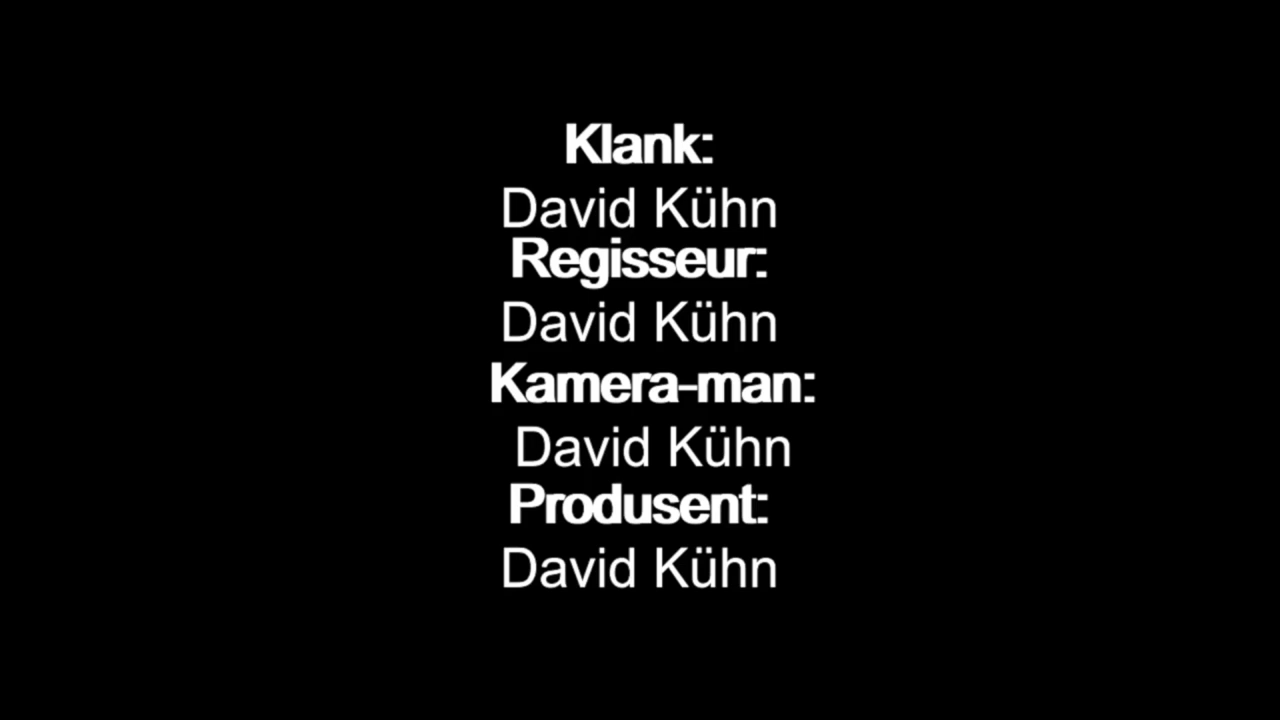 Klank:
David Kühn
Regisseur:
David Kühn
Kamera-man:
David Kühn
Produsent:
David Kühn